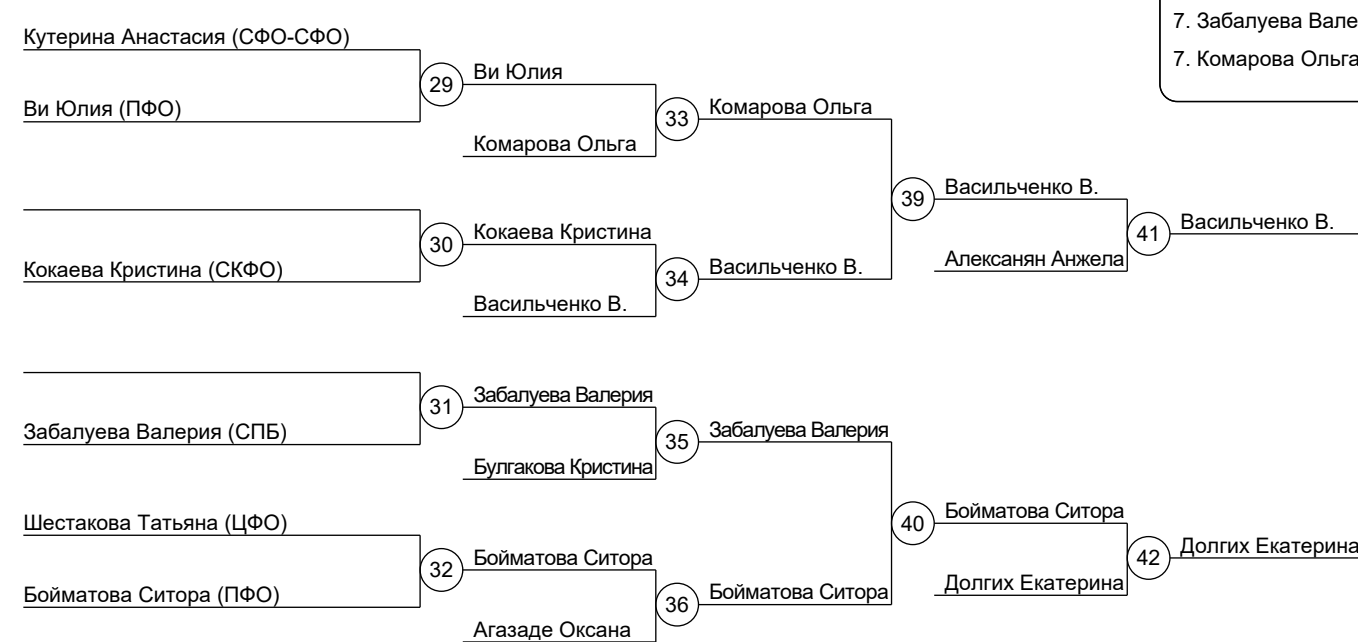 7. Забалуева Вале
7. Комарова Ольга
Кутерина Анастасия (СФО-СФО)
Ви Юлия (ПФО)
29
Ви Юлия
Комарова Ольга
33
Комарова Ольга
Кокаева Кристина (СКФО)
30
Кокаева Кристина
Васильченко В.
34
Васильченко В.
39
Васильченко В.
Алексанян Анжела
41
Васильченко В.
Забалуева Валерия (СПБ)
31
Забалуева Валерия
Булгакова Кристина
35
Забалуева Валерия
Шестакова Татьяна (ЦФО)
Бойматова Ситора (ПФО)
32
Бойматова Ситора
Агазаде Оксана
36
Бойматова Ситора
40
Бойматова Ситора
Долгих Екатерина
42
Долгих Екатерина